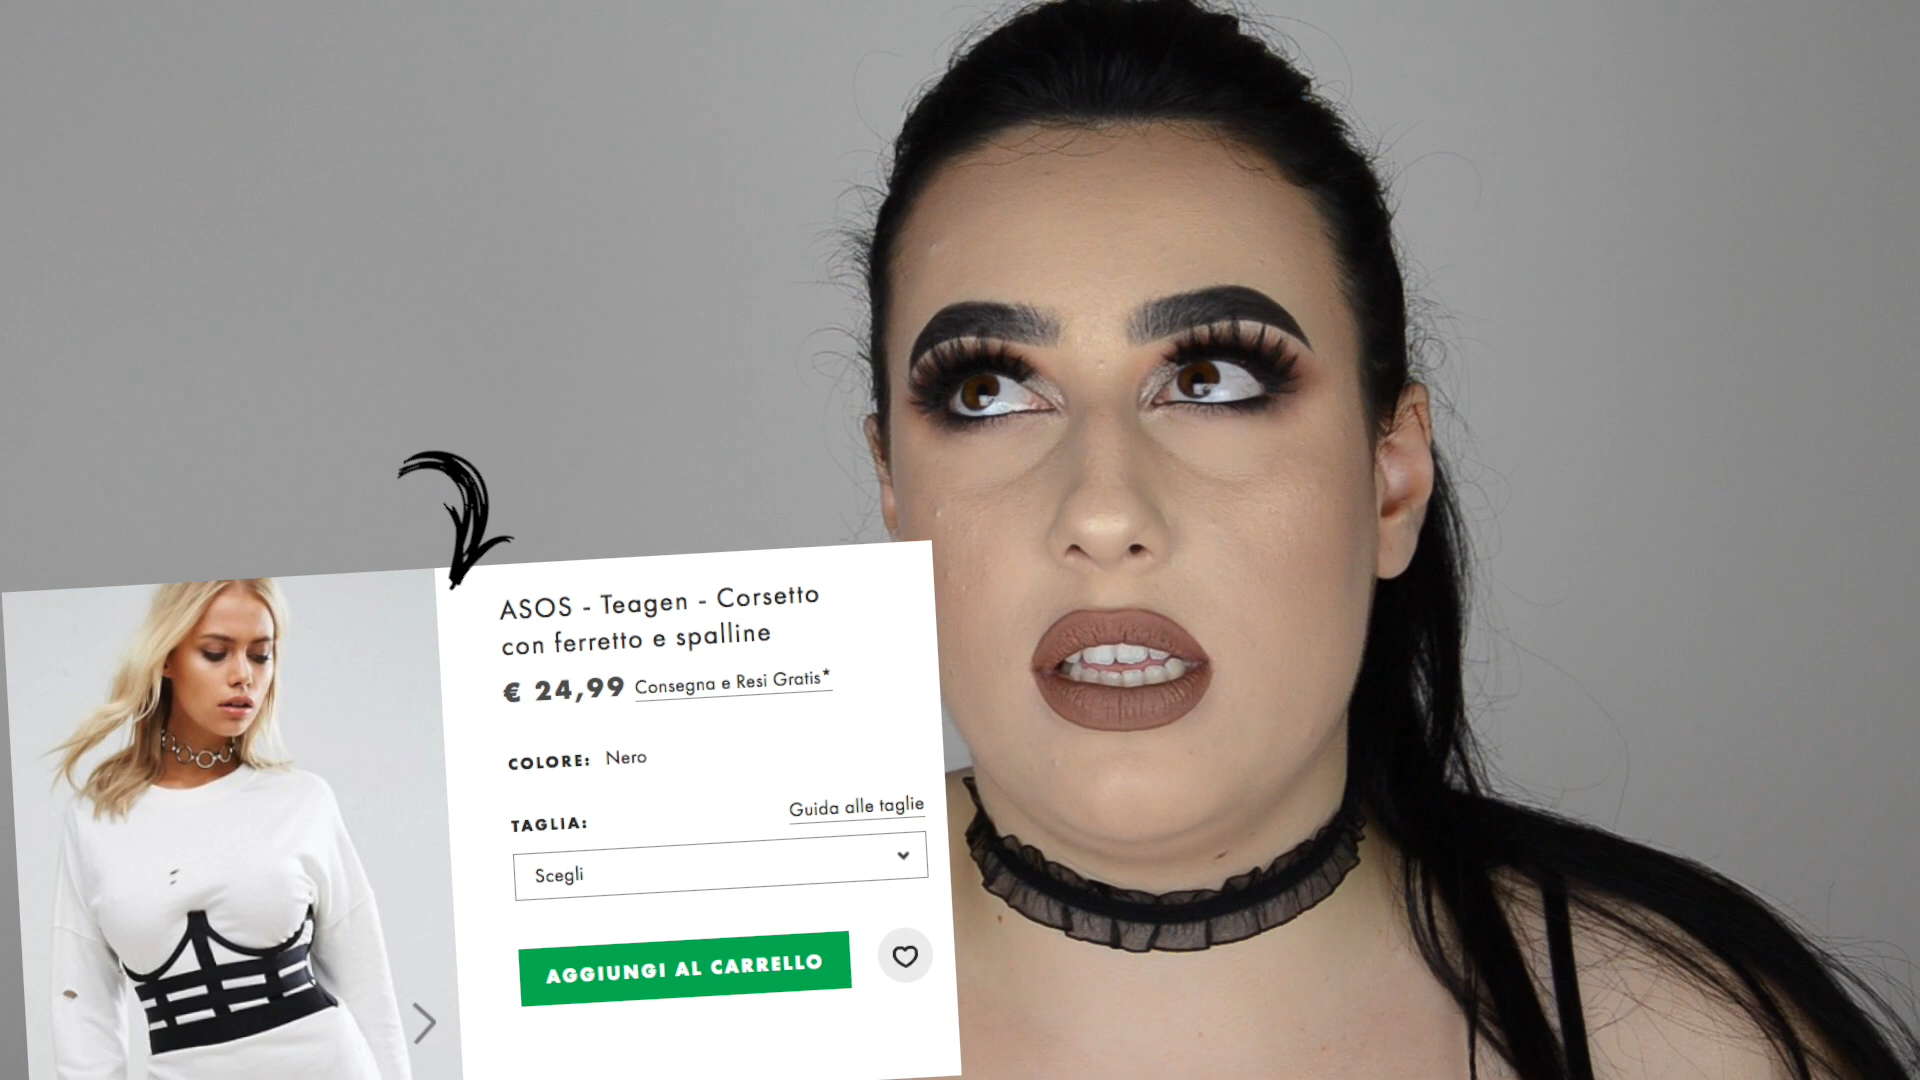 ASOS - Teagen - Corsetto
con ferretto e spalline
€ 24,99 Consegna e Resi Gratis*
COLORE: Nero
TAGLIA: Guida alle taglie
Scegli
AGGIUNGI AL CARRELLO